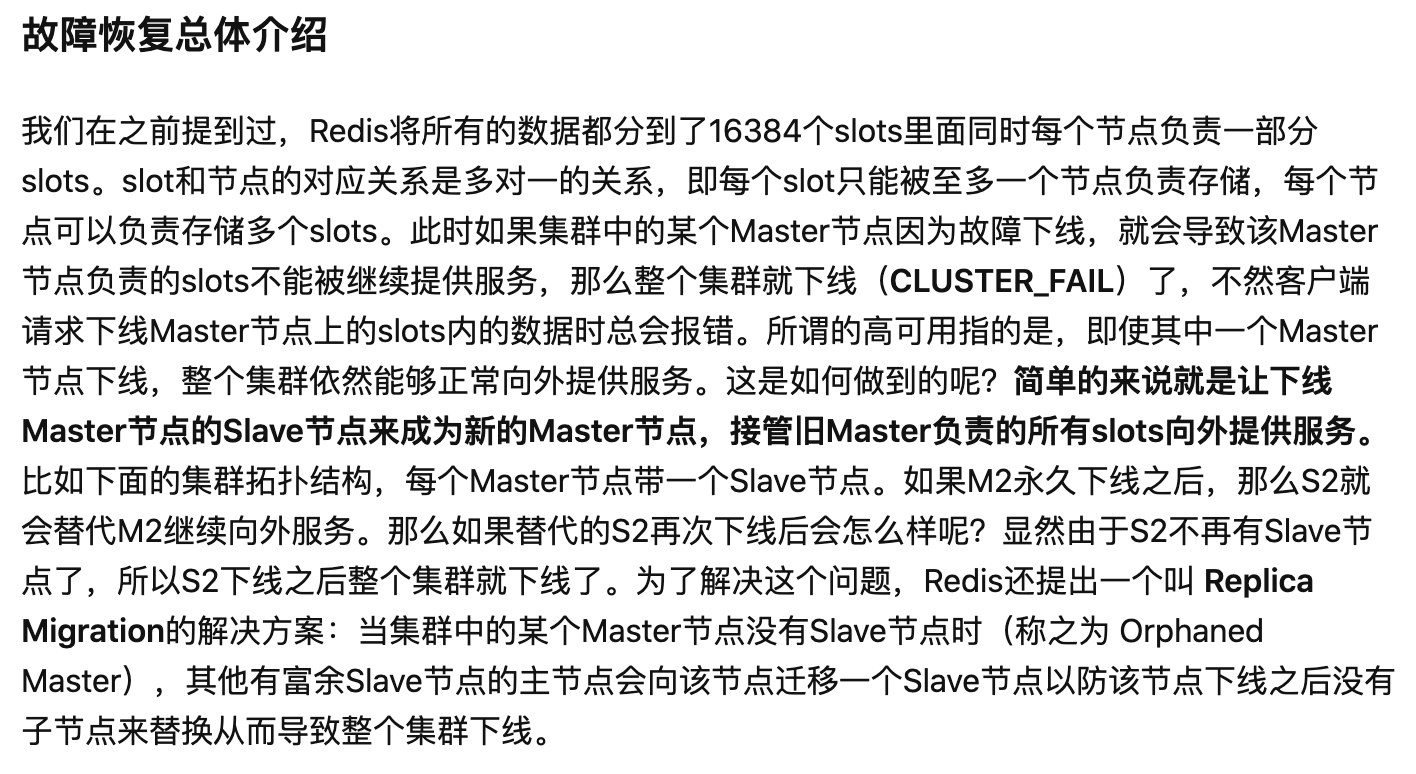 故障恢复总体介绍
我们在之前提到过，Redis将所有的数据都分到了16384个slots里面同时每个节点负责一部分
slots。slot和节点的对应关系是多对一的关系，即每个slot只能被至多一个节点负责存储，每个节
点可以负责存储多个slots。此时如果集群中的某个Master节点因为故障下线，就会导致该Master
节点负责的slots不能被继续提供服务，那么整个集群就下线（CLUSTER_FAIL）了，不然客户端
请求下线Master节点上的slots内的数据时总会报错。所谓的高可用指的是，即使其中一个Master
节点下线，整个集群依然能够正常向外提供服务。这是如何做到的呢？简单的来说就是让下线
Master节点的Slave节点来成为新的Master节点，接管旧Master负责的所有slots向外提供服务。
比如下面的集群拓扑结构，每个Master节点带一个Slave节点。如果M2永久下线之后，那么S2就
会替代M2继续向外服务。那么如果替代的S2再次下线后会怎么样呢？显然由于S2不再有Slave节
点了，所以S2下线之后整个集群就下线了。为了解决这个问题，Redis还提出一个叫 Replica
Migration的解决方案：当集群中的某个Master节点没有Slave节点时（称之为 Orphaned
Master），其他有富余Slave节点的主节点会向该节点迁移一个Slave节点以防该节点下线之后没有
子节点来替换从而导致整个集群下线。